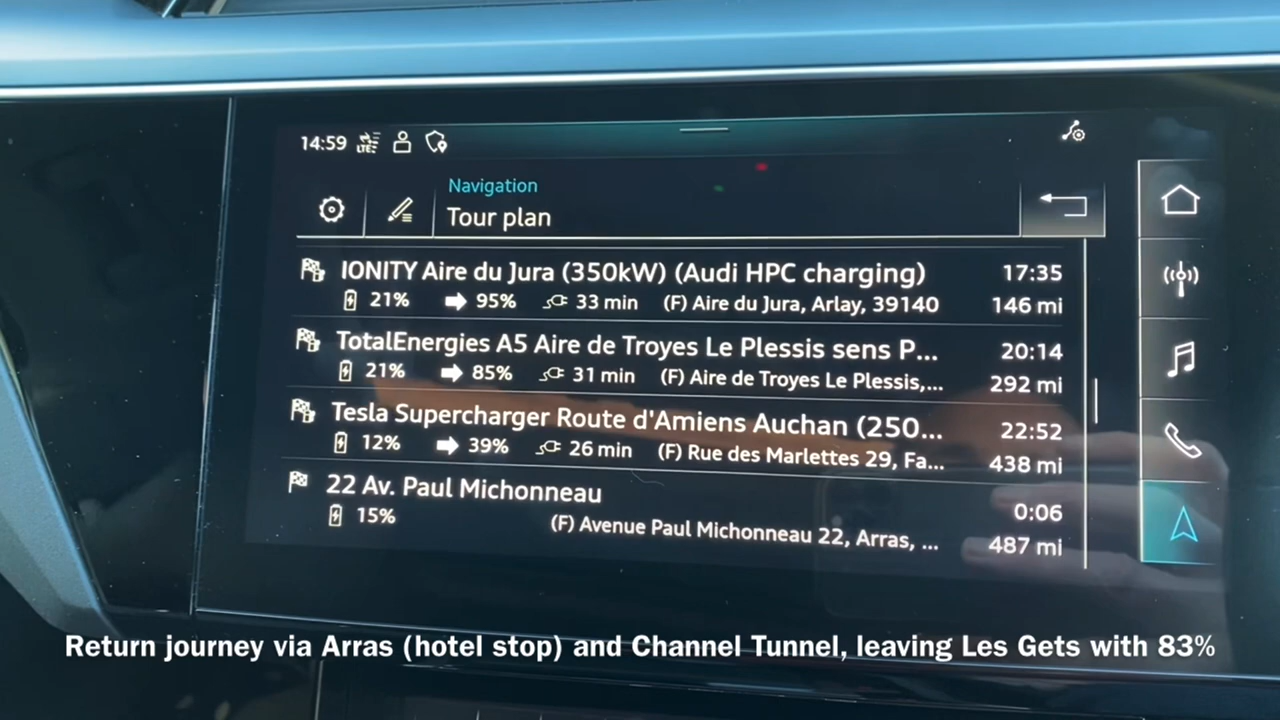 14:59 LTE
Navigation
Tour plan
IONITY Aire du Jura (350kW) (Audi HPC charging) 17:35
21% 95% 33 min (F) Aire du Jura, Arlay, 39140 146 mi
TotalEnergies A5 Aire de Troyes Le Plessis sens P... 20:14
21% 85% 31 min (F) Aire de Troyes Le Plessis,... 292 mi
Tesla Supercharger Route d'Amiens Auchan (250... 22:52
12% 39% 26 min (F) Rue des Marlettes 29, Fa... 438 mi
22 Av. Paul Michonneau 0:06
15% (F) Avenue Paul Michonneau 22, Arras, ... 487 mi
Return journey via Arras (hotel stop) and Channel Tunnel, leaving Les Gets with 83%